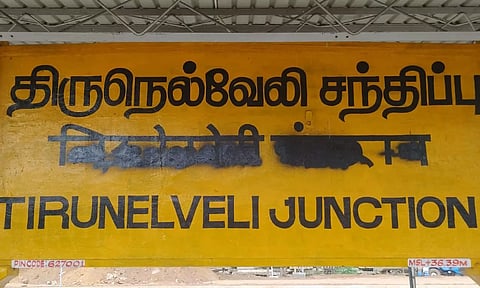 திருநெல்வேலி சந்திப்பு
TIRUNELVELI JUNCTION
PINCODE:627001
MSL+36.39M